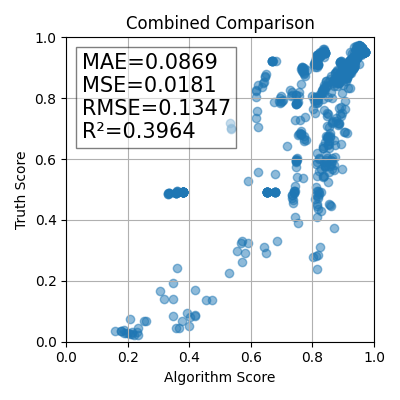 Combined Comparison
MAE=0.0869
MSE=0.0181
RMSE=0.1347
R²=0.3964
1.0
0.8
0.6
0.4
0.2
0.0
Truth Score
0.0 0.2 0.4 0.6 0.8 1.0
Algorithm Score